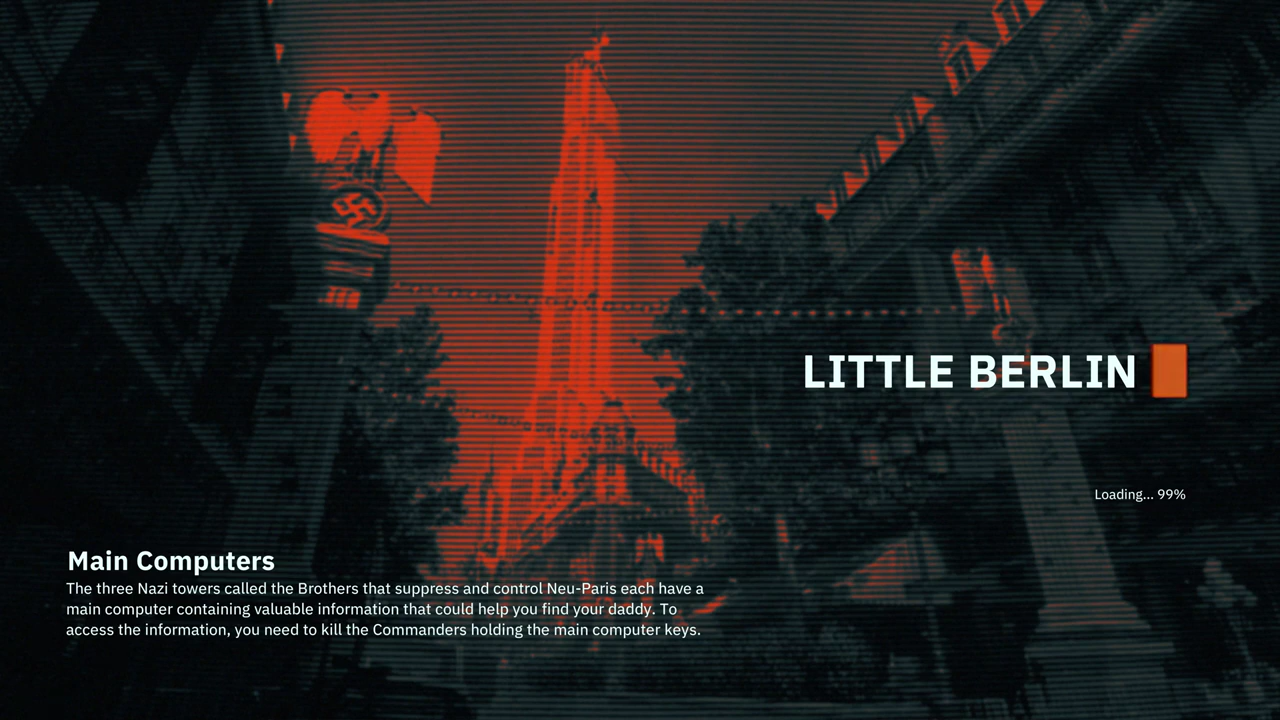 LITTLE BERLIN
Loading... 99%
Main Computers
The three Nazi towers called the Brothers that suppress and control Neu-Paris each have a
main computer containing valuable information that could help you find your daddy. To
access the information, you need to kill the Commanders holding the main computer keys.